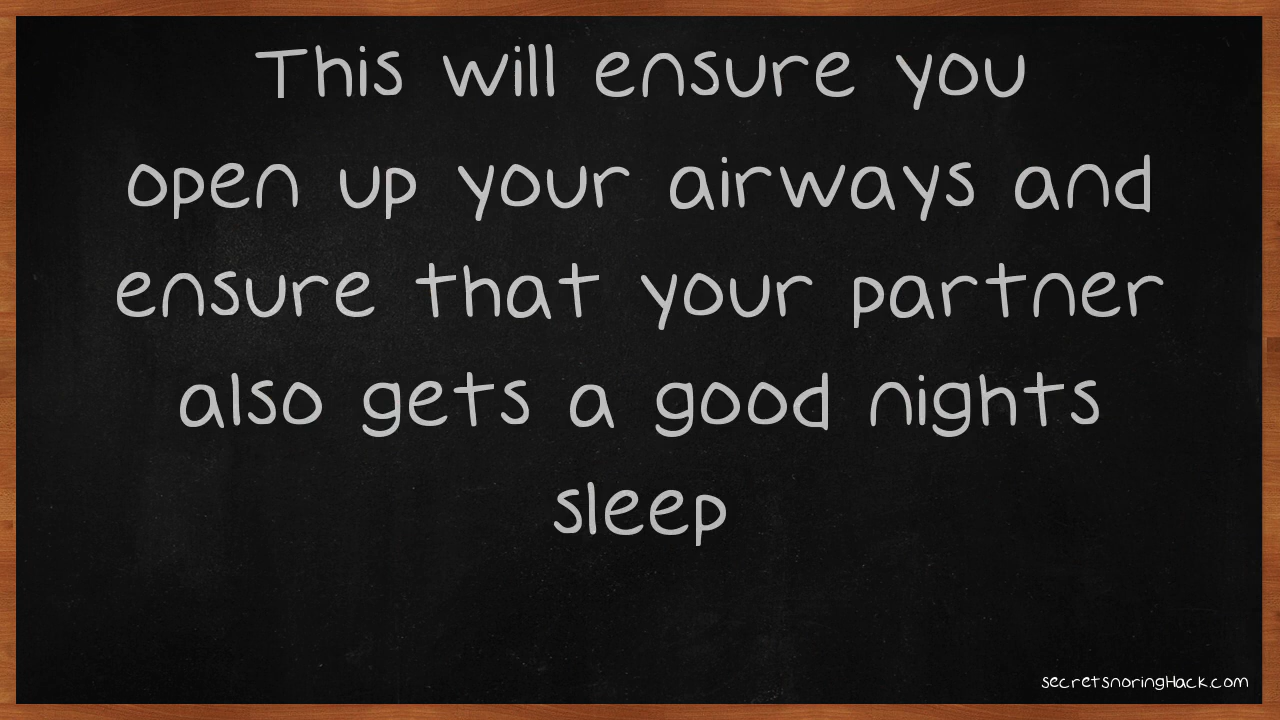 This will ensure you
open up your airways and
ensure that your partner
also gets a good nights
sleep
secretsnoringHack.com